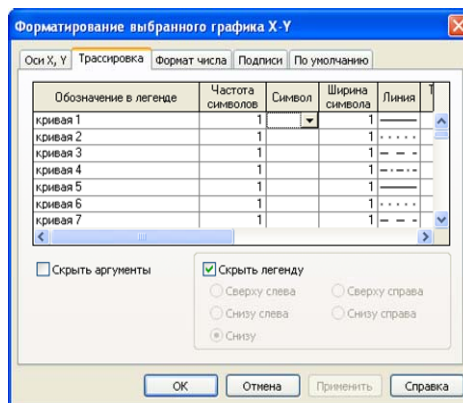 Форматирование выбранного графика X-Y
Оси X, Y Трассировка Формат числа Подписи По умолчанию
Обозначение в легенде Частота символов Символ Ширина символа Линия Т
кривая 1 1 1
кривая 2 1 1
кривая 3 1 1
кривая 4 1 1
кривая 5 1 1
кривая 6 1 1
кривая 7 1 1
Скрыть аргументы Скрыть легенду
Сверху слева Сверху справа
Снизу слева Снизу справа
Снизу
ОК Отмена Применить Справка